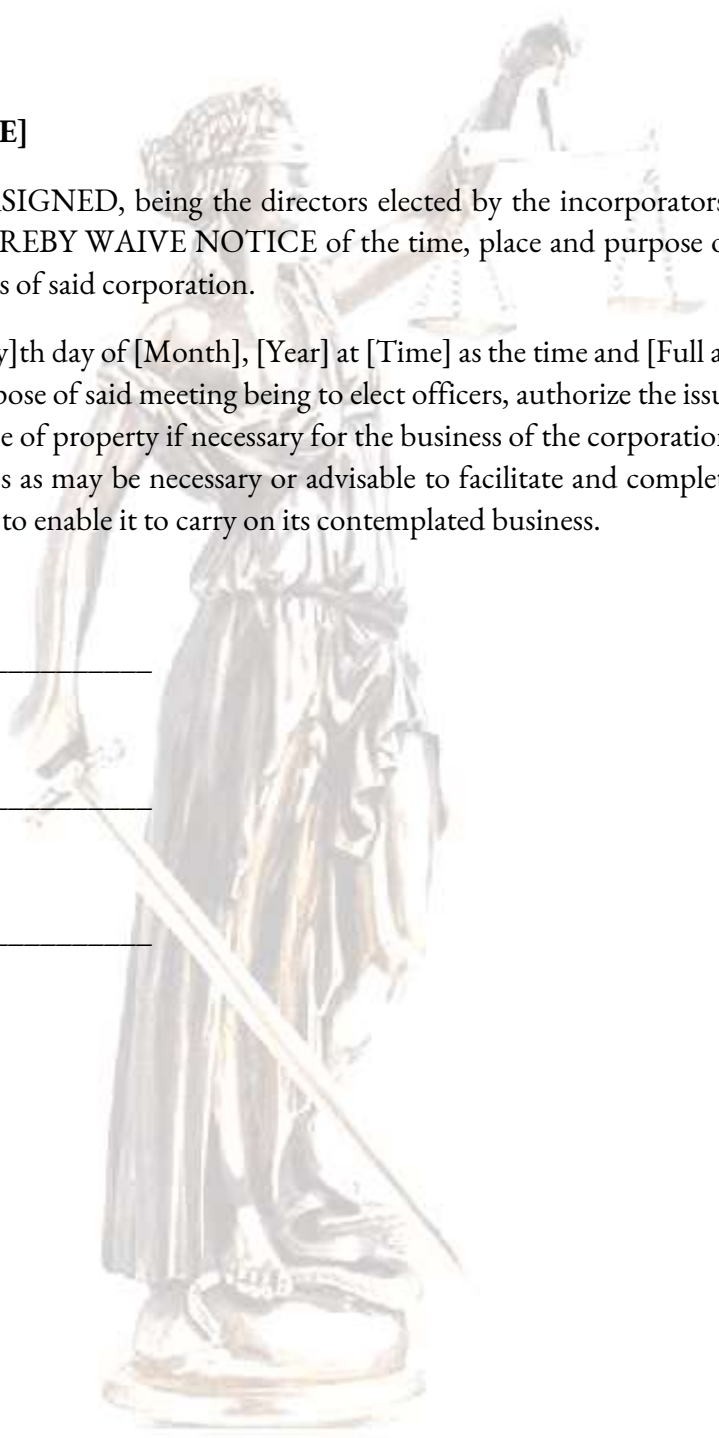 E]
SIGNED, being the directors elected by the incorporators
REBY WAIVE NOTICE of the time, place and purpose o
s of said corporation.
y]th day of [Month], [Year] at [Time] as the time and [Full a
pose of said meeting being to elect officers, authorize the issu
e of property if necessary for the business of the corporation
s as may be necessary or advisable to facilitate and complet
to enable it to carry on its contemplated business.